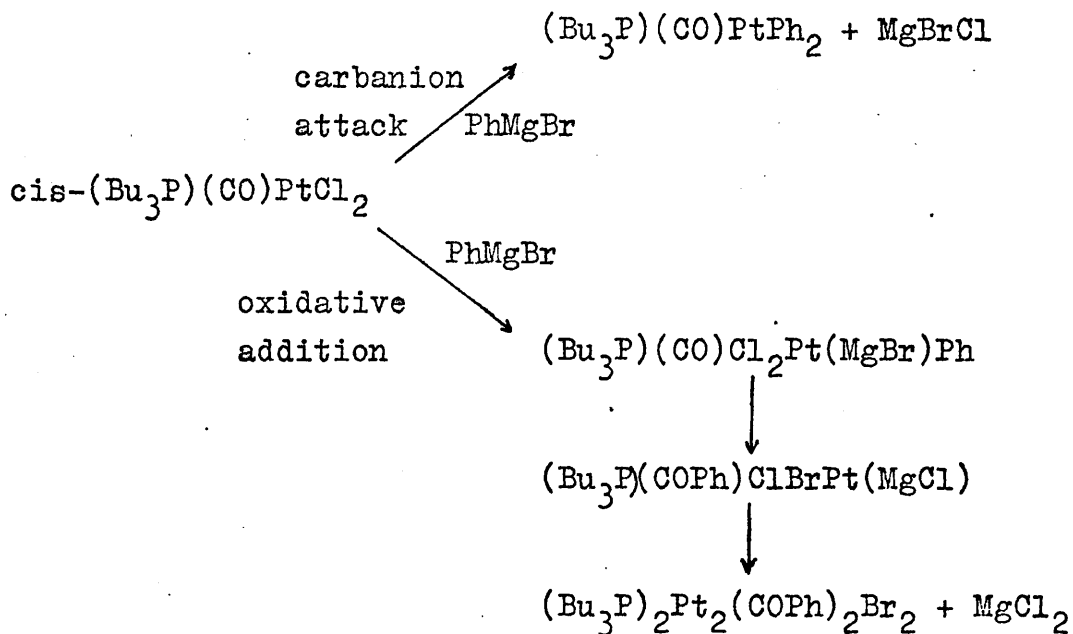 (Bu₃P)(CO)PtPh₂ + MgBrCl
carbanion
attack PhMgBr
cis-(Bu₃P)(CO)PtCl₂
PhMgBr
oxidative
addition
(Bu₃P)(CO)Cl₂Pt(MgBr)Ph
(Bu₃P)(COPh)ClBrPt(MgCl)
(Bu₃P)₂Pt₂(COPh)₂Br₂ + MgCl₂